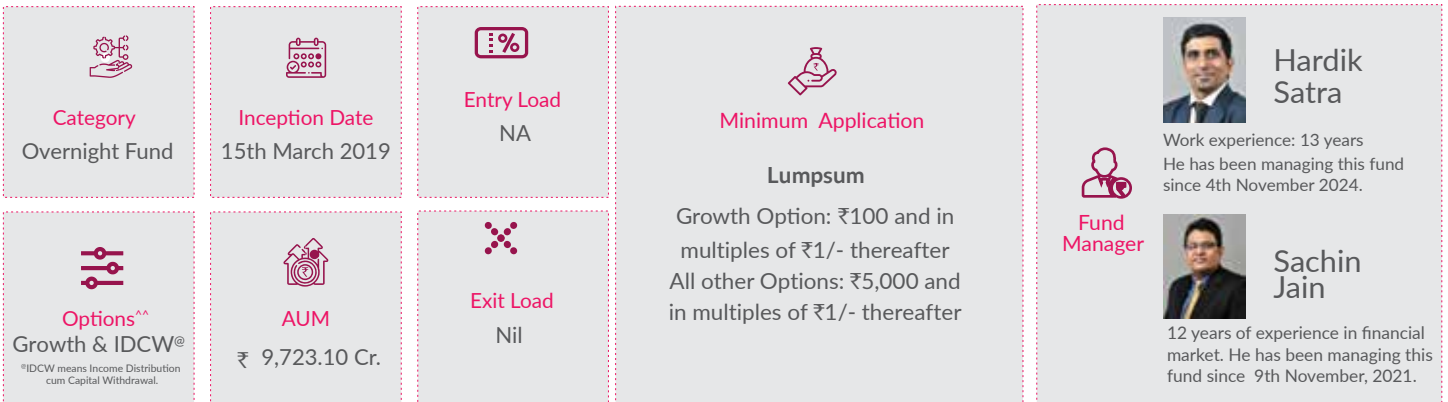 Category
Overnight Fund
Inception Date
15th March 2019
%
Entry Load
NA
₹
Minimum Application
Lumpsum
Growth Option: ₹100 and in
multiples of ₹1/- thereafter
All other Options: ₹5,000 and
in multiples of ₹1/- thereafter
₹
Fund
Manager
Hardik
Satra
Work experience: 13 years
He has been managing this fund
since 4th November 2024.
Sachin
Jain
12 years of experience in financial
market. He has been managing this
fund since 9th November, 2021.
Options^^
Growth & IDCW@
@IDCW means Income Distribution
cum Capital Withdrawal.
₹
AUM
₹ 9,723.10 Cr.
Exit Load
Nil